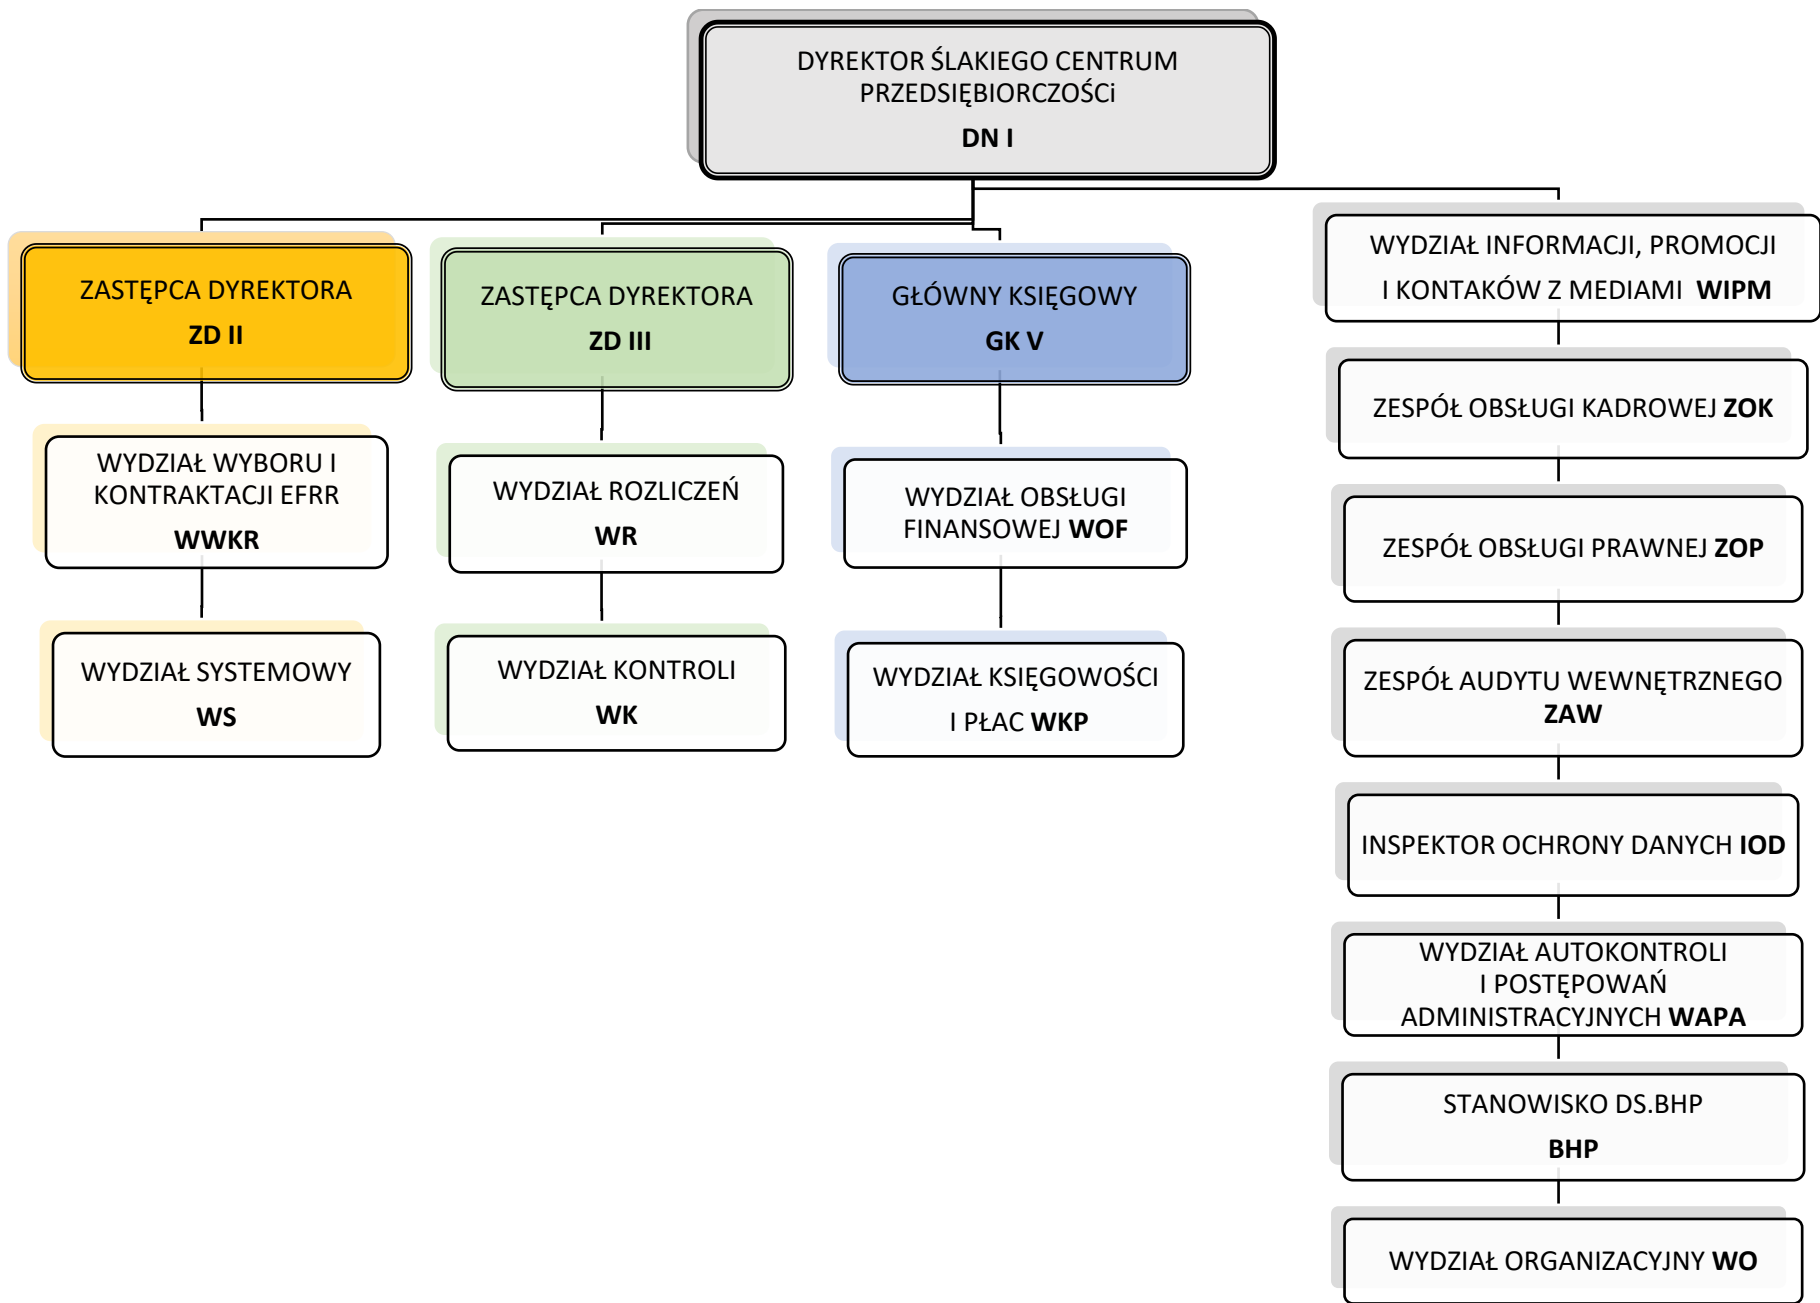 DYREKTOR ŚLAKIEGO CENTRUM
PRZEDSIĘBIORCZOŚCi
DN I
ZASTĘPCA DYREKTORA
ZD II
WYDZIAŁ WYBORU I
KONTRAKTACJI EFRR
WWKR
WYDZIAŁ SYSTEMOWY
WS
ZASTĘPCA DYREKTORA
ZD III
WYDZIAŁ ROZLICZEŃ
WR
WYDZIAŁ KONTROLI
WK
GŁÓWNY KSIĘGOWY
GK V
WYDZIAŁ OBSŁUGI
FINANSOWEJ WOF
WYDZIAŁ KSIĘGOWOŚCI
I PŁAC WKP
WYDZIAŁ INFORMACJI, PROMOCJI
I KONTAKÓW Z MEDIAMI WIPM
ZESPÓŁ OBSŁUGI KADROWEJ ZOK
ZESPÓŁ OBSŁUGI PRAWNEJ ZOP
ZESPÓŁ AUDYTU WEWNĘTRZNEGO
ZAW
INSPEKTOR OCHRONY DANYCH IOD
WYDZIAŁ AUTOKONTROLI
I POSTĘPOWAŃ
ADMINISTRACYJNYCH WAPA
STANOWISKO DS.BHP
BHP
WYDZIAŁ ORGANIZACYJNY WO